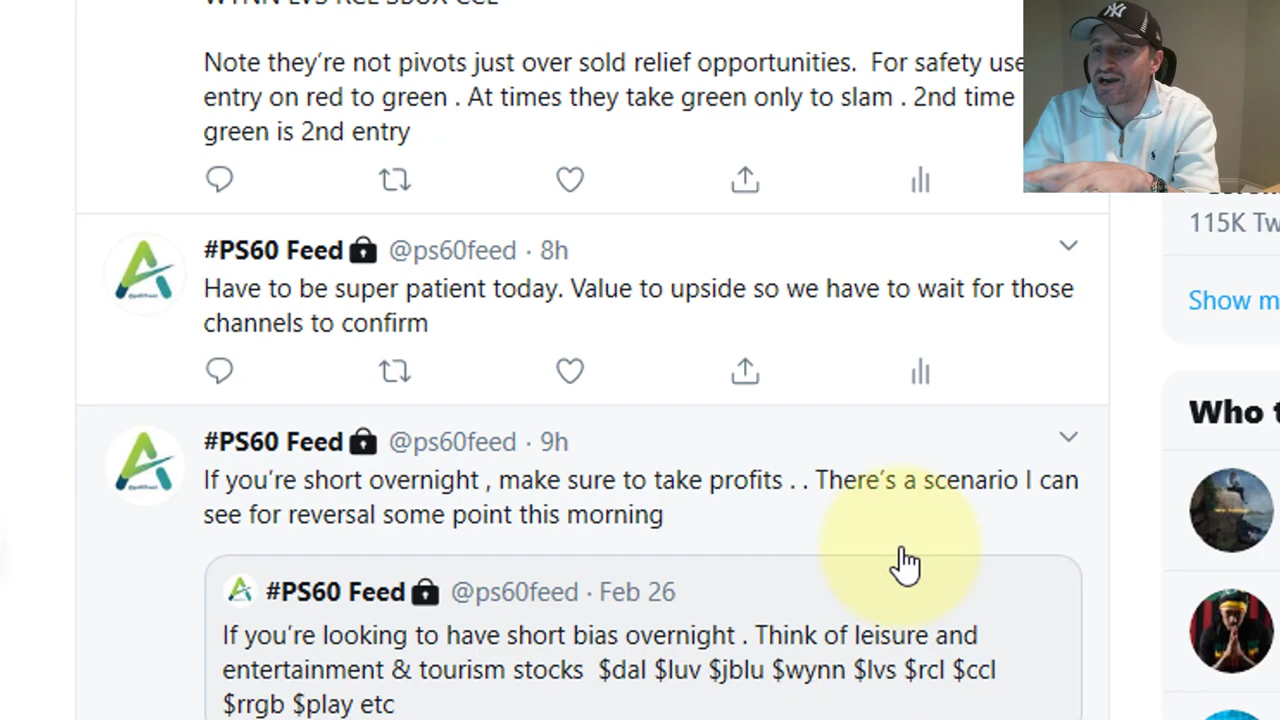 WYNN LVS RCL SBUX CCL
Note they're not pivots just over sold relief opportunities. For safety use
entry on red to green . At times they take green only to slam . 2nd time
green is 2nd entry
#PS60 Feed @ps60feed · 8h
Have to be super patient today. Value to upside so we have to wait for those
channels to confirm
#PS60 Feed @ps60feed · 9h
If you're short overnight , make sure to take profits . . There's a scenario I can
see for reversal some point this morning
#PS60 Feed @ps60feed · Feb 26
If you're looking to have short bias overnight . Think of leisure and
entertainment & tourism stocks $dal $luv $jblu $wynn $lvs $rcl $ccl
$rrgb $play etc
115K Tw
Show m
Who t